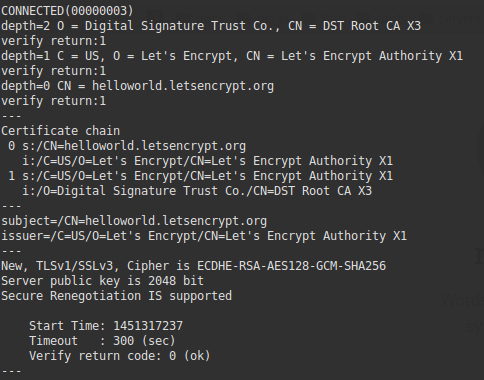 CONNECTED(00000003)
depth=2 O = Digital Signature Trust Co., CN = DST Root CA X3
verify return:1
depth=1 C = US, O = Let's Encrypt, CN = Let's Encrypt Authority X1
verify return:1
depth=0 CN = helloworld.letsencrypt.org
verify return:1
---
Certificate chain
 0 s:/CN=helloworld.letsencrypt.org
   i:/C=US/O=Let's Encrypt/CN=Let's Encrypt Authority X1
 1 s:/C=US/O=Let's Encrypt/CN=Let's Encrypt Authority X1
   i:/O=Digital Signature Trust Co./CN=DST Root CA X3
---
subject=/CN=helloworld.letsencrypt.org
issuer=/C=US/O=Let's Encrypt/CN=Let's Encrypt Authority X1
---
New, TLSv1/SSLv3, Cipher is ECDHE-RSA-AES128-GCM-SHA256
Server public key is 2048 bit
Secure Renegotiation IS supported

    Start Time: 1451317237
    Timeout   : 300 (sec)
    Verify return code: 0 (ok)
---